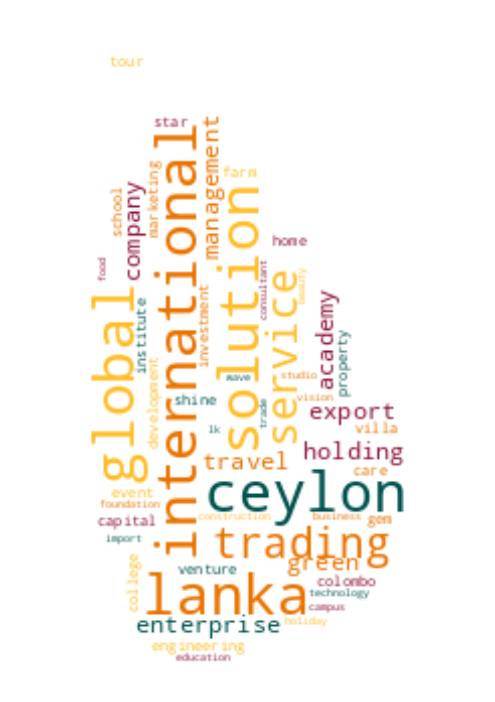 tour
star
management
international
marketing
farm
company
school
solution
home
food
consultant
beauty
service
global
institute
investment
academy
property
development
wave
studio
shine
vision
trade
export
lk
villa
holding
travel
care
ceylon
event
foundation
capital
construction
business
gem
import
trading
green
venture
college
lanka
colombo
technology
campus
enterprise
holiday
engineering
education